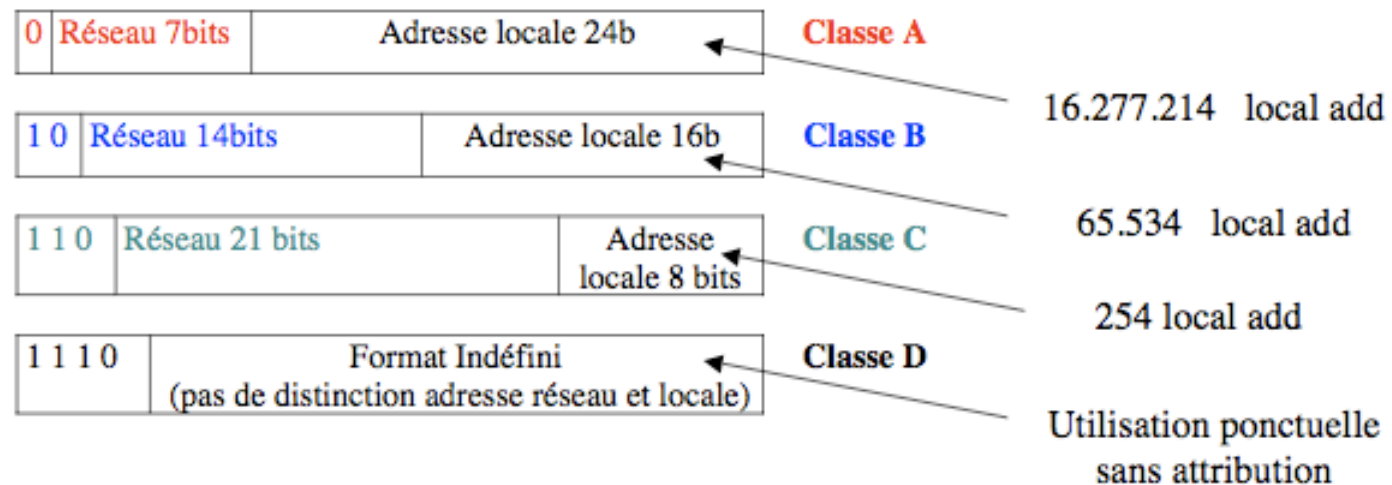 0 Réseau 7bits Adresse locale 24b Classe A
16.277.214 local add
1 0 Réseau 14bits Adresse locale 16b Classe B
65.534 local add
1 1 0 Réseau 21 bits Adresse
locale 8 bits
Classe C
254 local add
1 1 1 0 Format Indéfini
(pas de distinction adresse réseau et locale)
Classe D
Utilisation ponctuelle
sans attribution